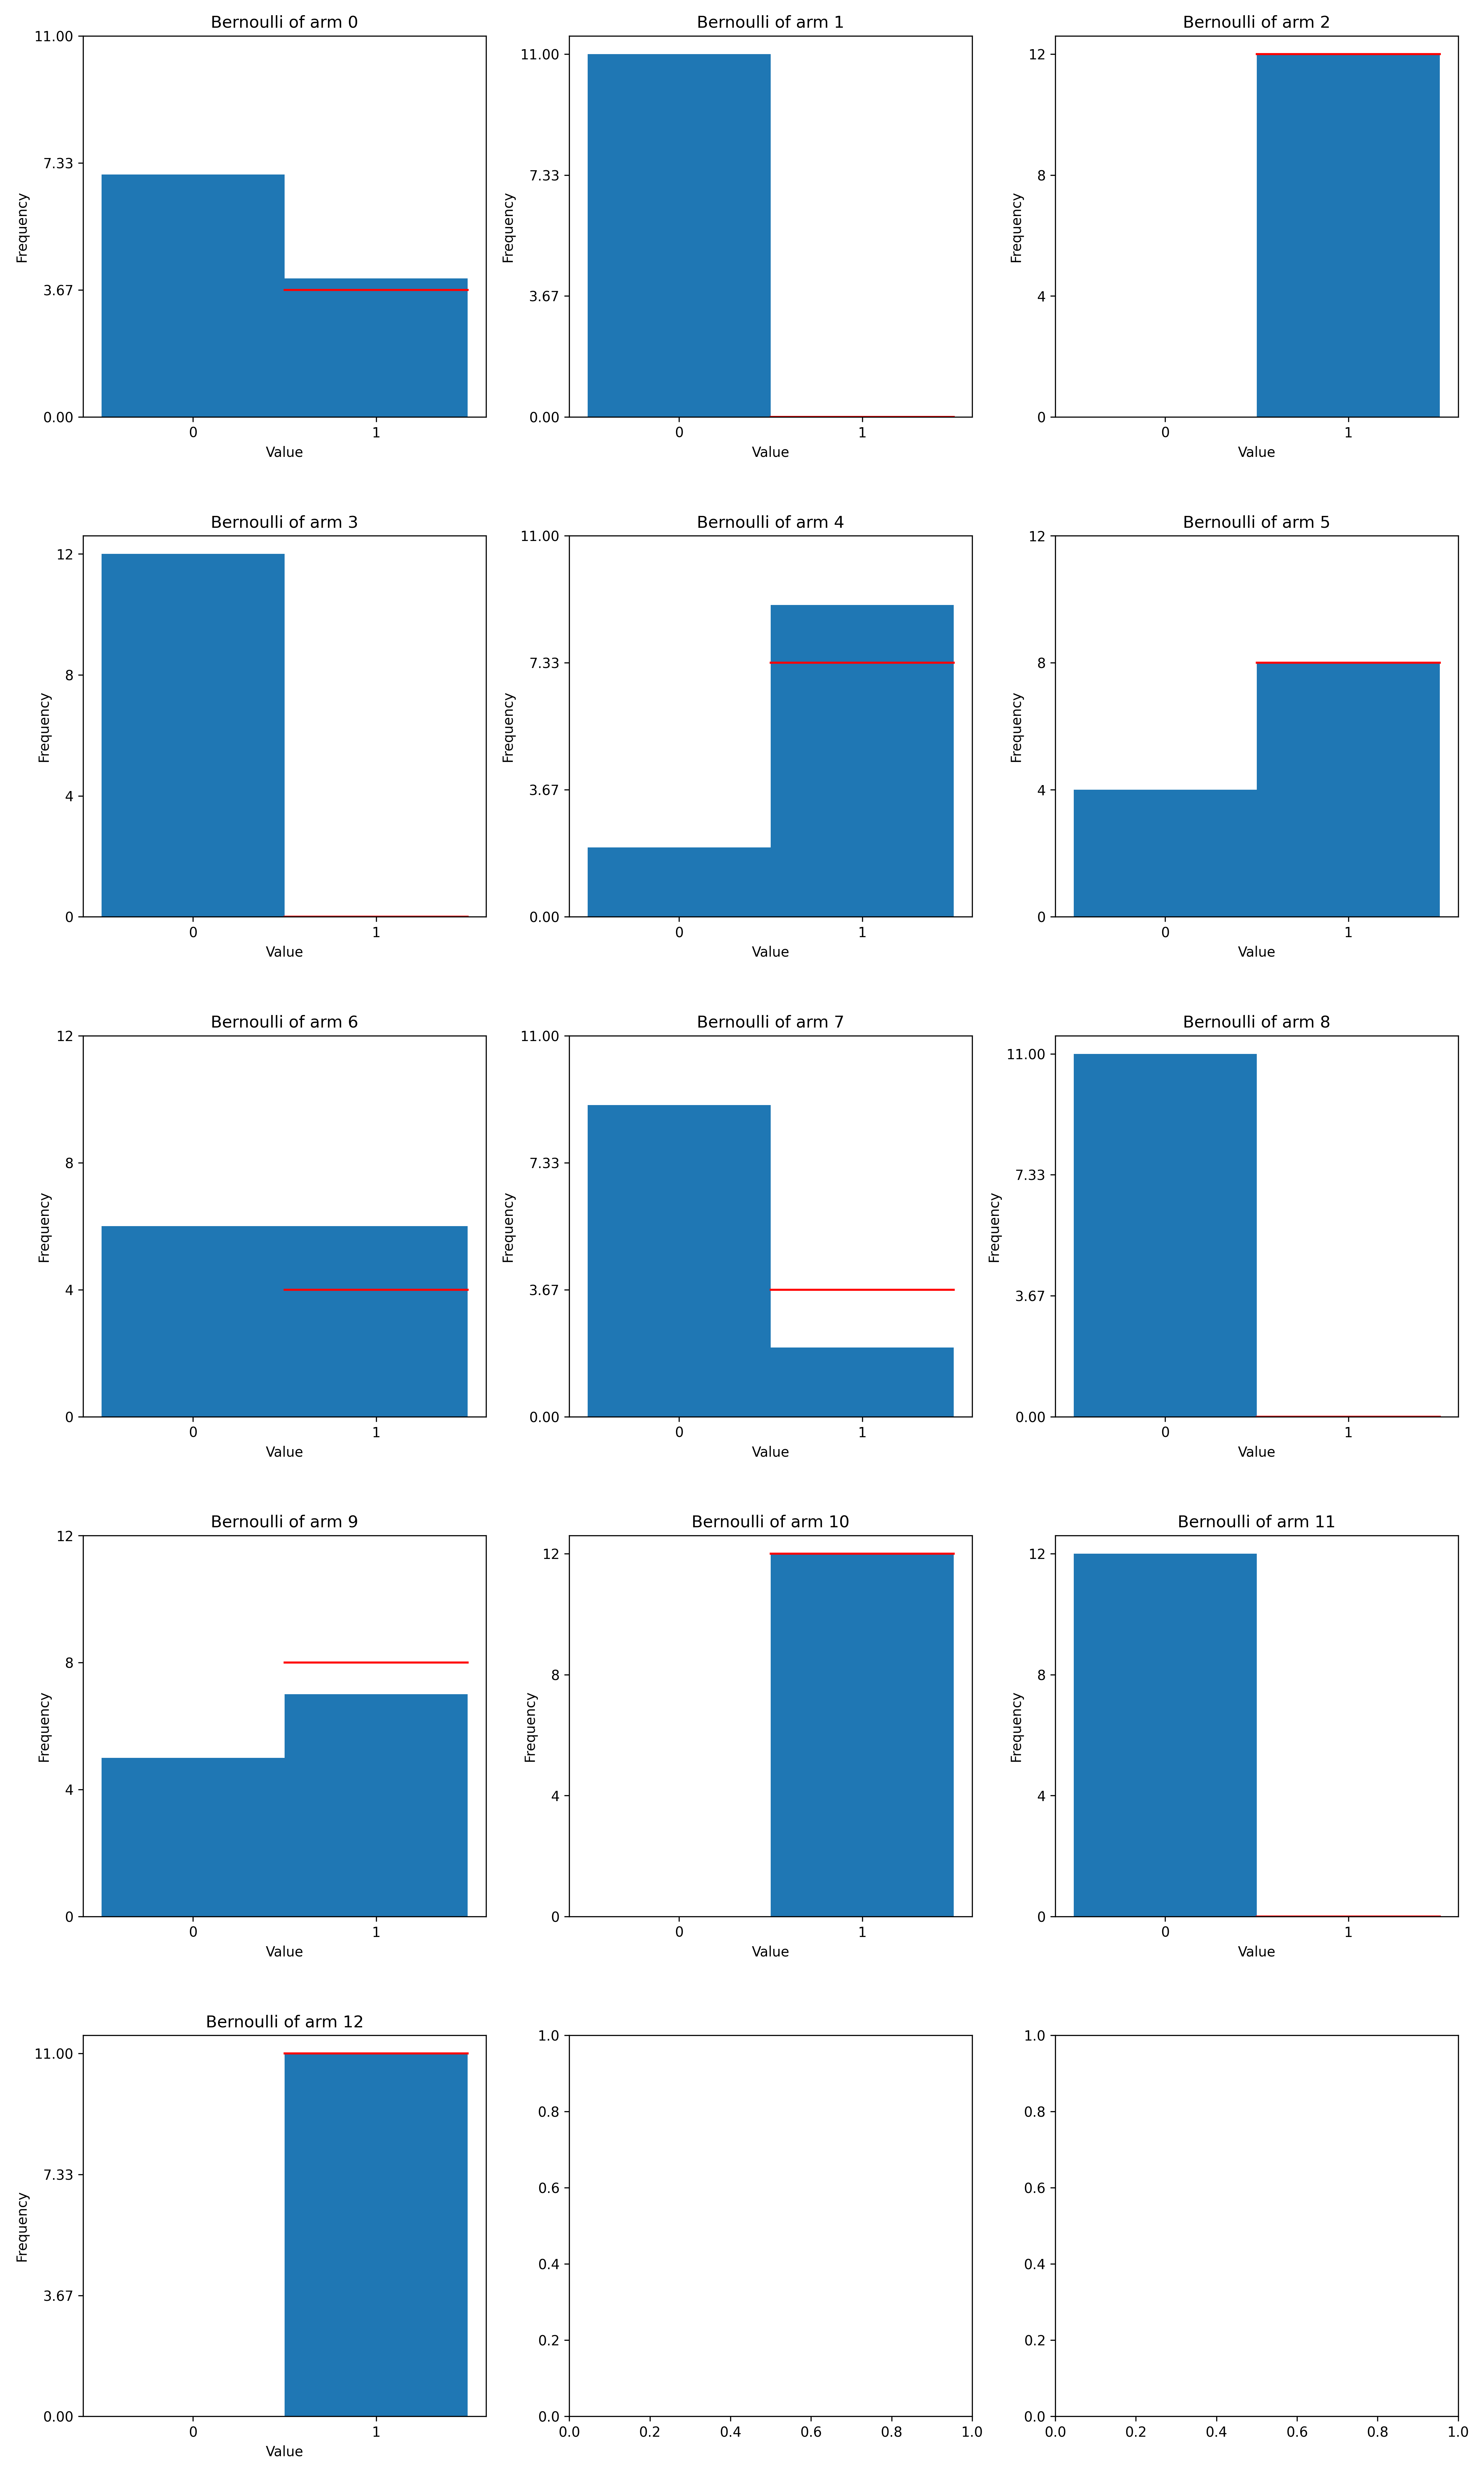 Bernoulli of arm 0
11.00
7.33
3.67
0.00
Frequency
0 1
Value
Bernoulli of arm 1
11.00
7.33
3.67
0.00
Frequency
0 1
Value
Bernoulli of arm 2
12
8
4
0
Frequency
0 1
Value
Bernoulli of arm 3
12
8
4
0
Frequency
0 1
Value
Bernoulli of arm 4
11.00
7.33
3.67
0.00
Frequency
0 1
Value
Bernoulli of arm 5
12
8
4
0
Frequency
0 1
Value
Bernoulli of arm 6
12
8
4
0
Frequency
0 1
Value
Bernoulli of arm 7
11.00
7.33
3.67
0.00
Frequency
0 1
Value
Bernoulli of arm 8
11.00
7.33
3.67
0.00
Frequency
0 1
Value
Bernoulli of arm 9
12
8
4
0
Frequency
0 1
Value
Bernoulli of arm 10
12
8
4
0
Frequency
0 1
Value
Bernoulli of arm 11
12
8
4
0
Frequency
0 1
Value
Bernoulli of arm 12
11.00
7.33
3.67
0.00
Frequency
0 1
Value
1.0
0.8
0.6
0.4
0.2
0.0
0.0 0.2 0.4 0.6 0.8 1.0
1.0
0.8
0.6
0.4
0.2
0.0
0.0 0.2 0.4 0.6 0.8 1.0